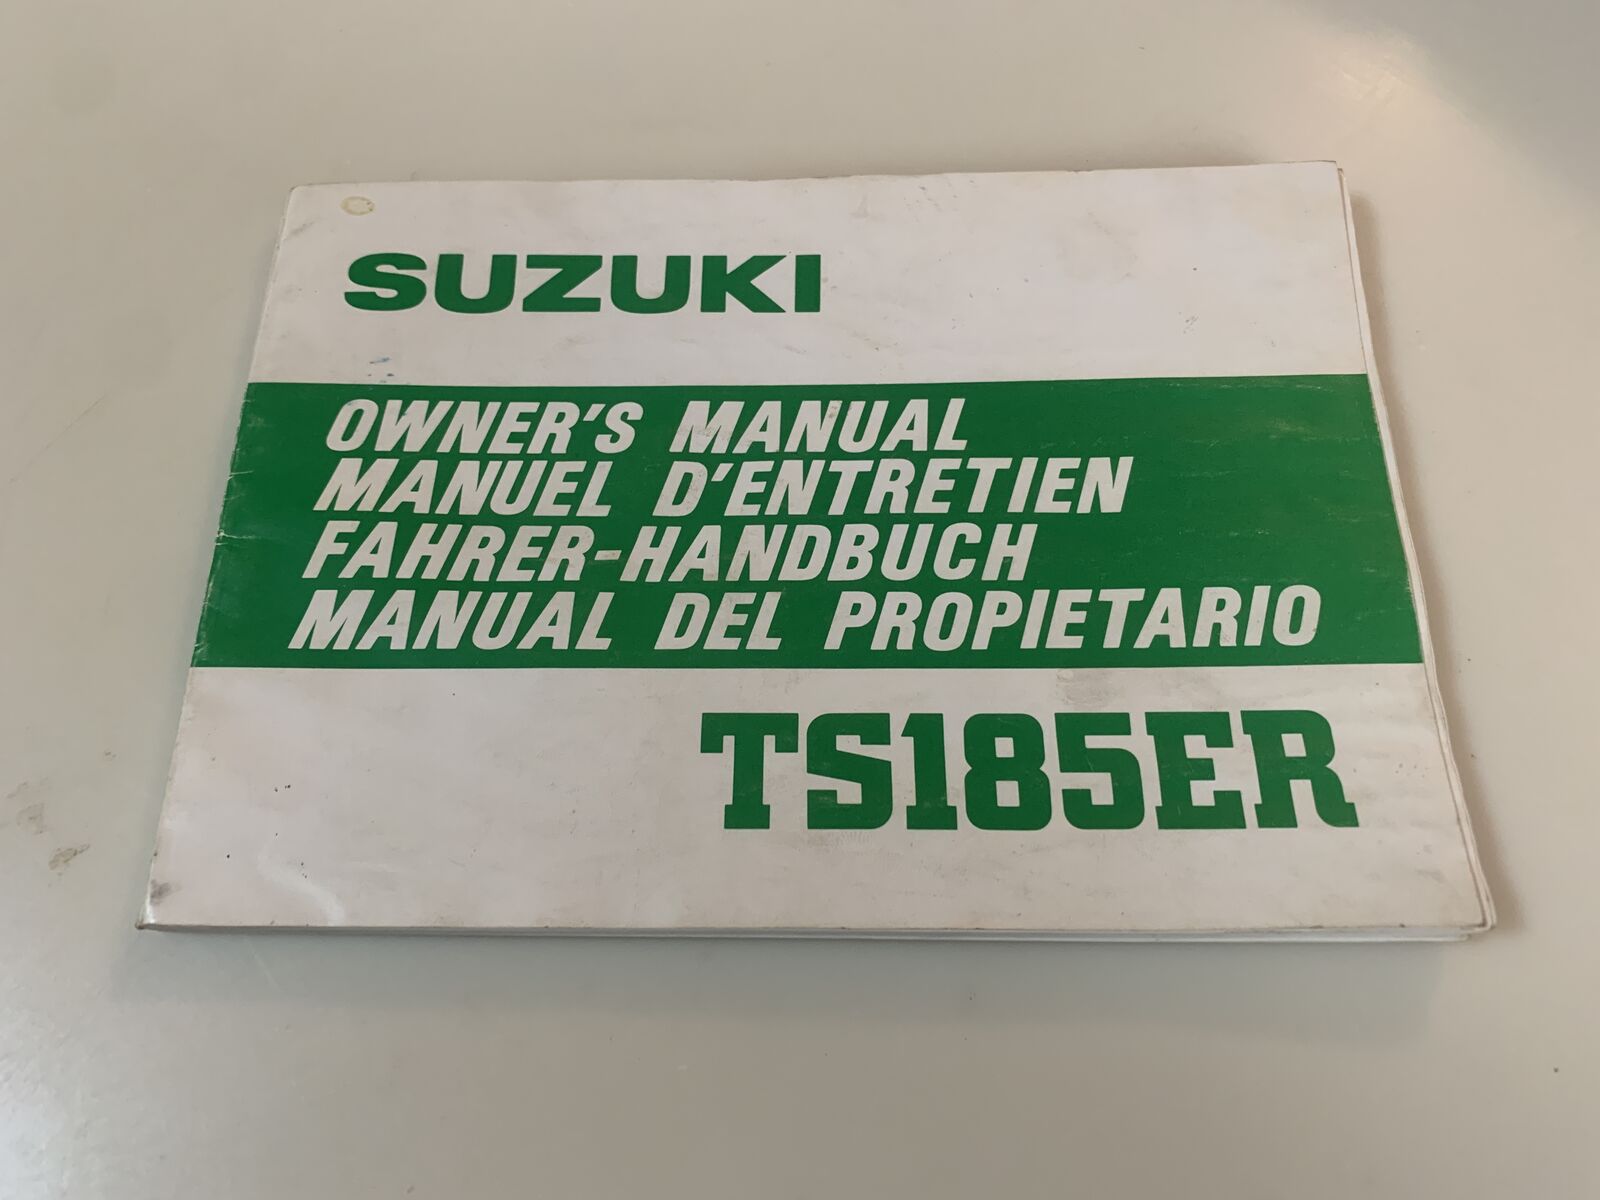 SUZUKI
OWNER'S MANUAL
MANUEL D'ENTRETIEN
FAHRER-HANDBUCH
MANUAL DEL PROPIETARIO
TS185ER